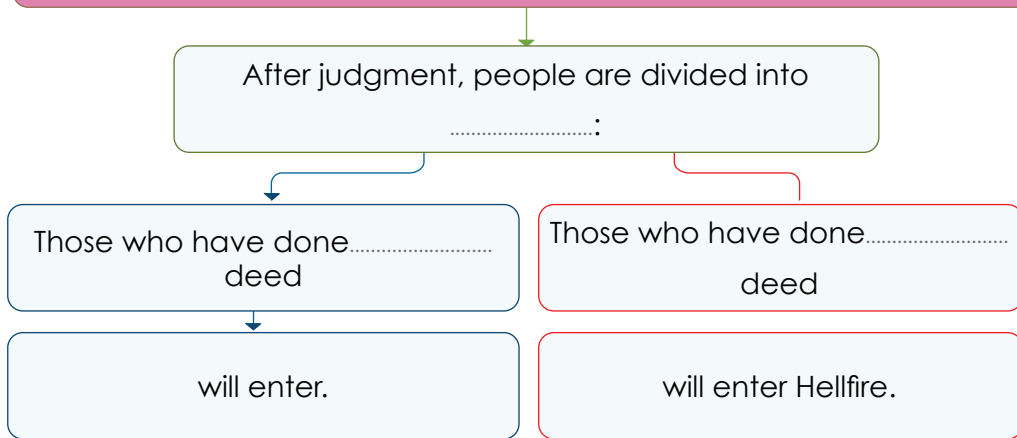 After judgment, people are divided into
............................:
Those who have done............................
deed
Those who have done............................
deed
will enter.
will enter Hellfire.